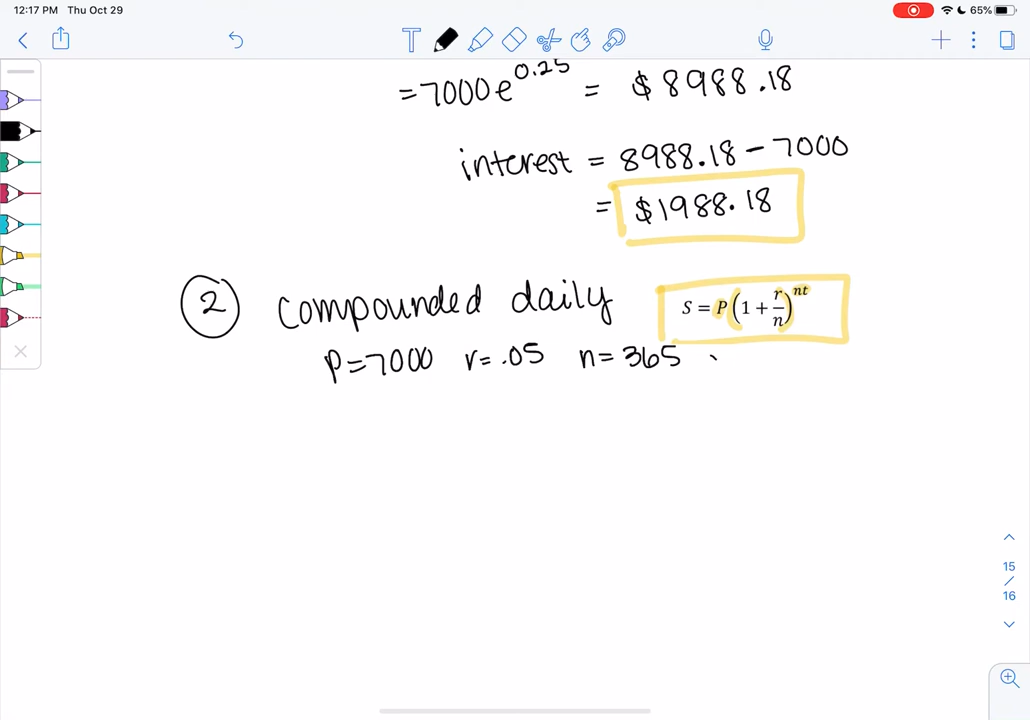 12:17 PM Thu Oct 29 65%
= 7000e^0.25 = $8988.18
interest = 8988.18 - 7000
= $1988.18
2 compounded daily S = P(1 + r/n)^nt
P=7000 r= .05 n= 365
15
/
16